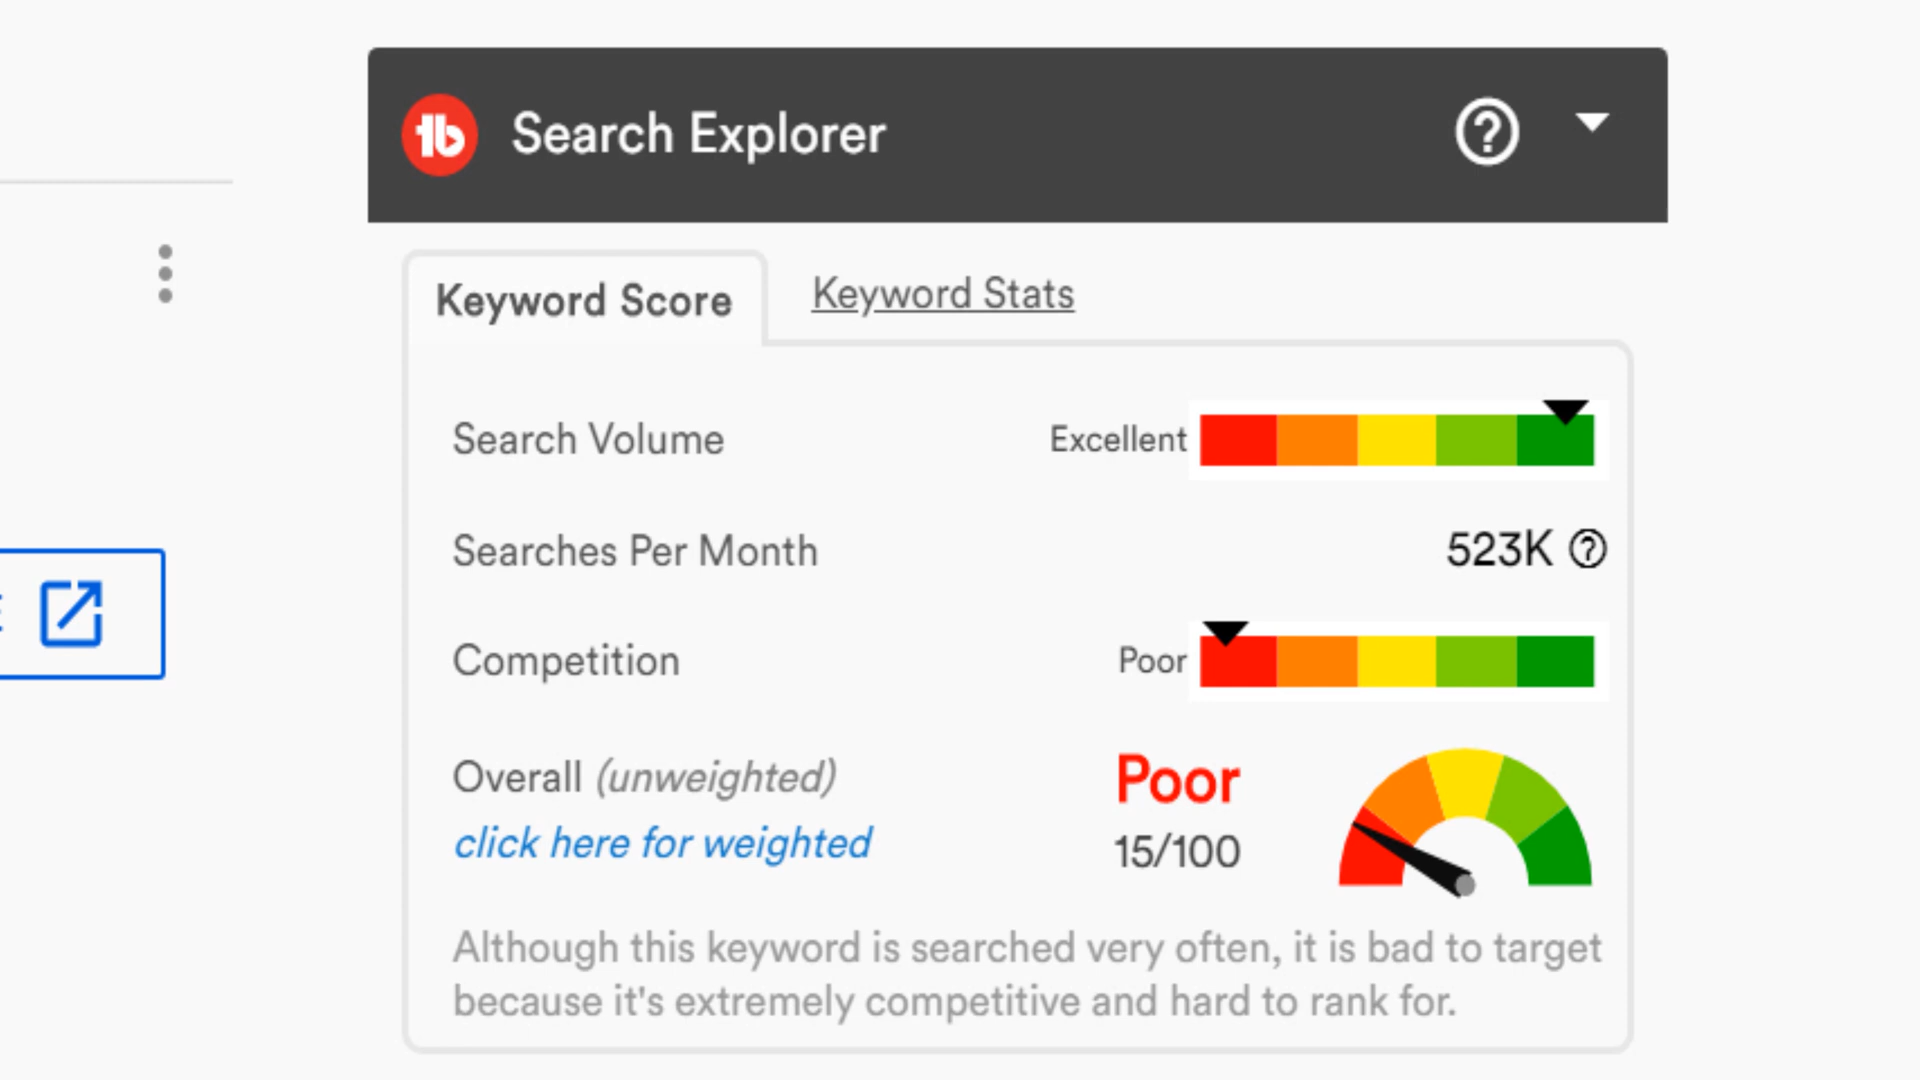 tb Search Explorer ?
Keyword Score Keyword Stats
Search Volume Excellent
Searches Per Month 523K ?
Competition Poor
Overall (unweighted) Poor
click here for weighted 15/100
Although this keyword is searched very often, it is bad to target
because it's extremely competitive and hard to rank for.